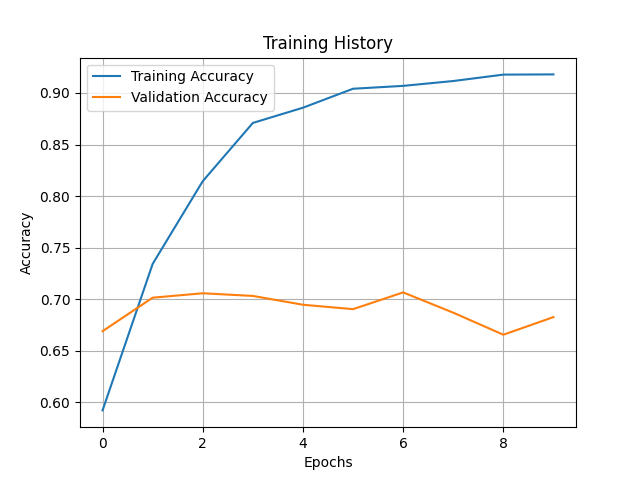 Training History
Training Accuracy
Validation Accuracy
Accuracy
0.90
0.85
0.80
0.75
0.70
0.65
0.60
0 2 4 6 8
Epochs